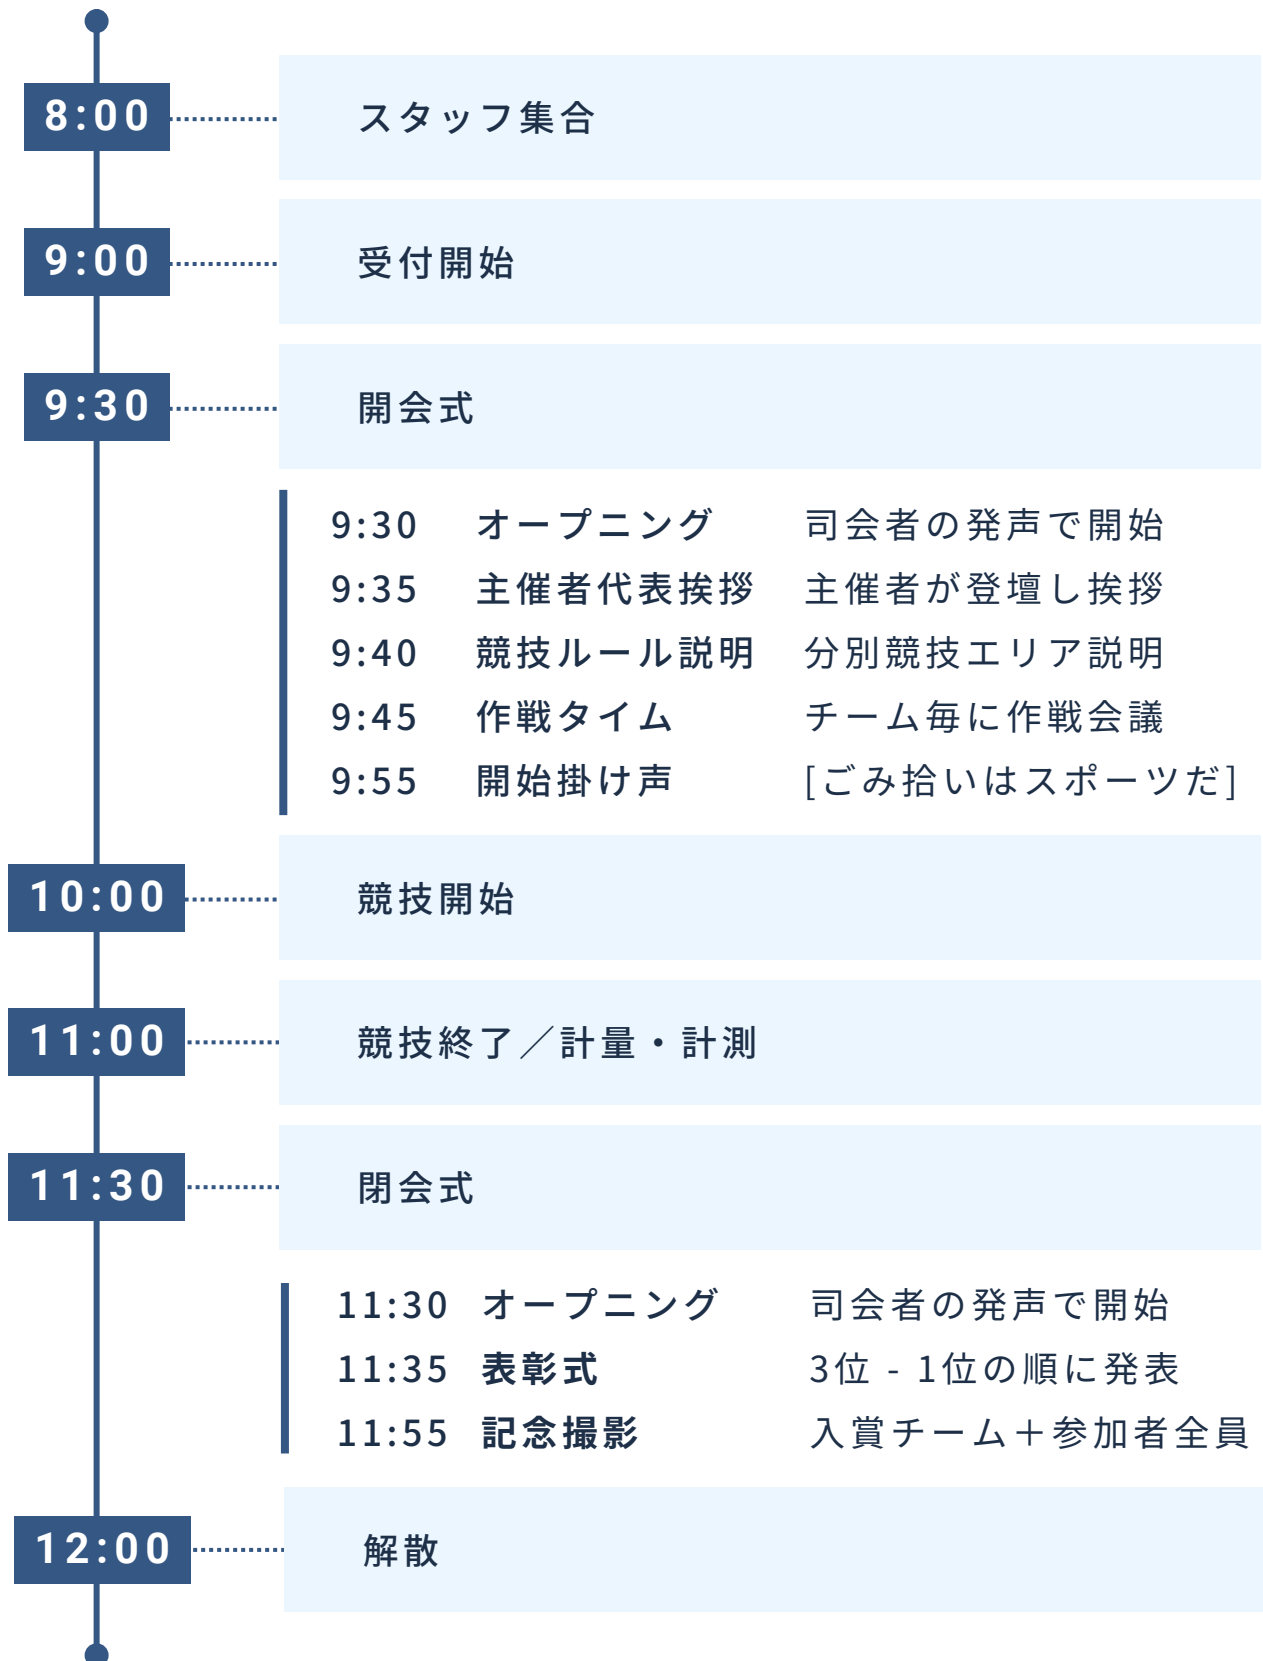 8:00 スタッフ集合
9:00 受付開始
9:30 開会式
9:30 オープニング 司会者の発声で開始
9:35 主催者代表挨拶 主催者が登壇し挨拶
9:40 競技ルール説明 分別競技エリア説明
9:45 作戦タイム チーム毎に作戦会議
9:55 開始掛け声 [ごみ拾いはスポーツだ]
10:00 競技開始
11:00 競技終了／計量・計測
11:30 閉会式
11:30 オープニング 司会者の発声で開始
11:35 表彰式 3位 - 1位の順に発表
11:55 記念撮影 入賞チーム＋参加者全員
12:00 解散